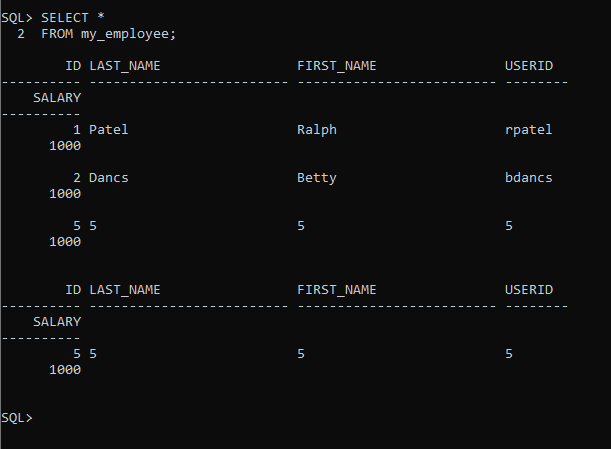 SQL> SELECT *
  2  FROM my_employee;

        ID LAST_NAME                 FIRST_NAME                USERID
---------- ------------------------- ------------------------- --------
    SALARY
----------
         1 Patel                     Ralph                     rpatel
      1000

         2 Dancs                     Betty                     bdancs
      1000

         5 5                         5                         5
      1000


        ID LAST_NAME                 FIRST_NAME                USERID
---------- ------------------------- ------------------------- --------
    SALARY
----------
         5 5                         5                         5
      1000


SQL>